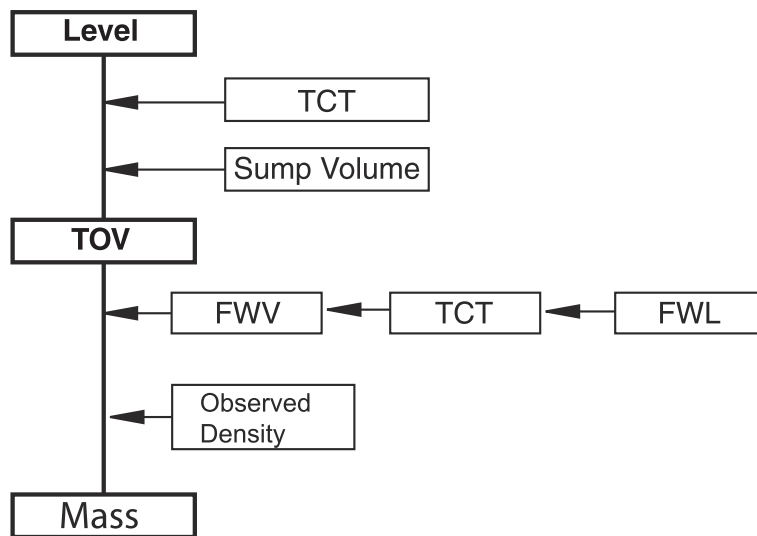 Level
TCT
Sump Volume
TOV
FWV
TCT
FWL
Observed
Density
Mass